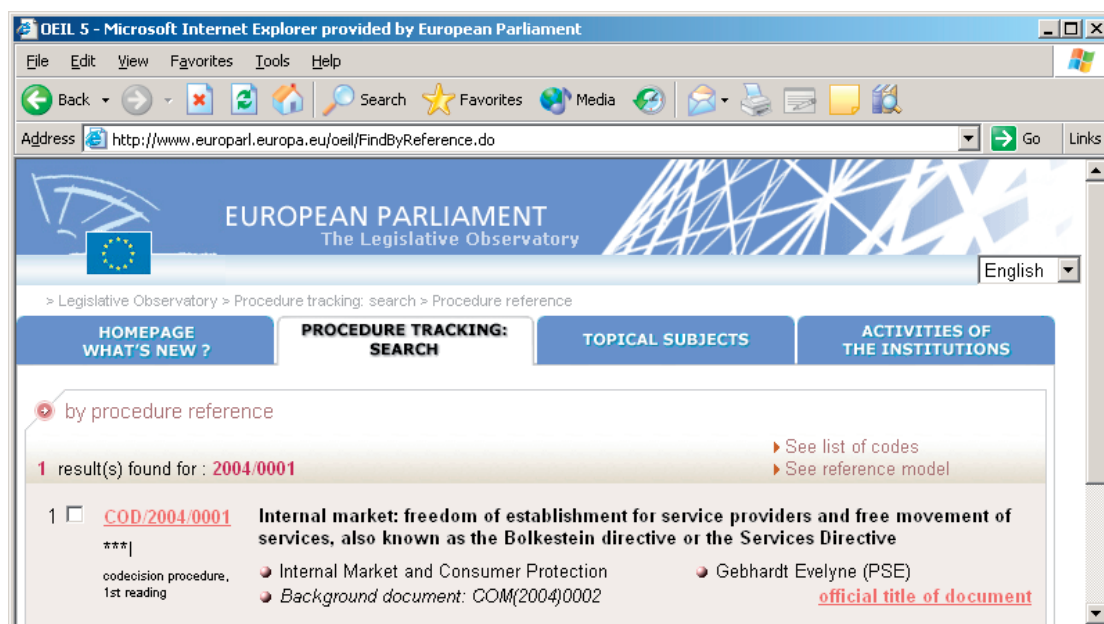 OEIL 5 - Microsoft Internet Explorer provided by European Parliament
File Edit View Favorites Tools Help
Back Search Favorites Media
Address http://www.europarl.europa.eu/oeil/FindByReference.do Go Links
EUROPEAN PARLIAMENT
The Legislative Observatory
English
> Legislative Observatory > Procedure tracking: search > Procedure reference
HOMEPAGE
WHAT'S NEW ?
PROCEDURE TRACKING:
SEARCH
TOPICAL SUBJECTS
ACTIVITIES OF
THE INSTITUTIONS
by procedure reference
See list of codes
1 result(s) found for : 2004/0001
See reference model
1 COD/2004/0001
***|
codecision procedure,
1st reading
Internal market: freedom of establishment for service providers and free movement of
services, also known as the Bolkestein directive or the Services Directive
Internal Market and Consumer Protection
Gebhardt Evelyne (PSE)
Background document: COM(2004)0002
official title of document